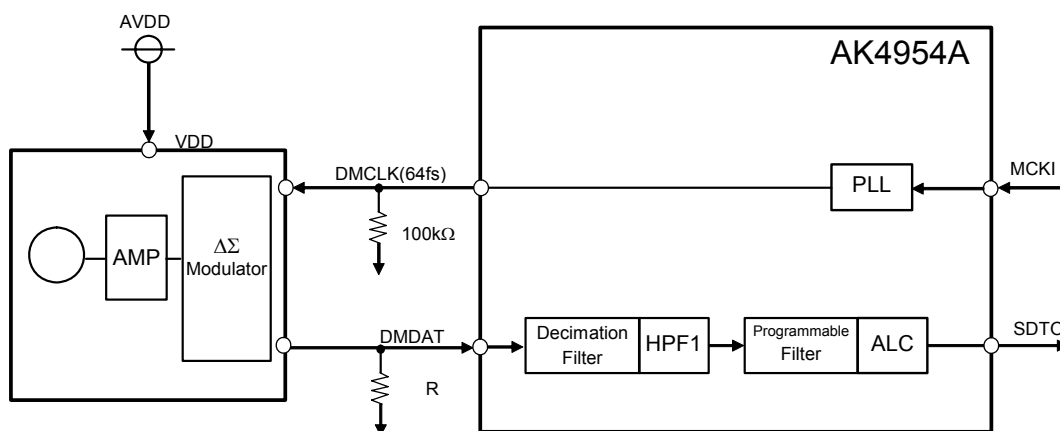 AVDD
AK4954A
VDD
DMCLK(64fs)
PLL
MCKI
100kΩ
AMP
ΔΣ
Modulator
DMDAT
Decimation
Filter
HPF1
Programmable
Filter
ALC
SDTO
R